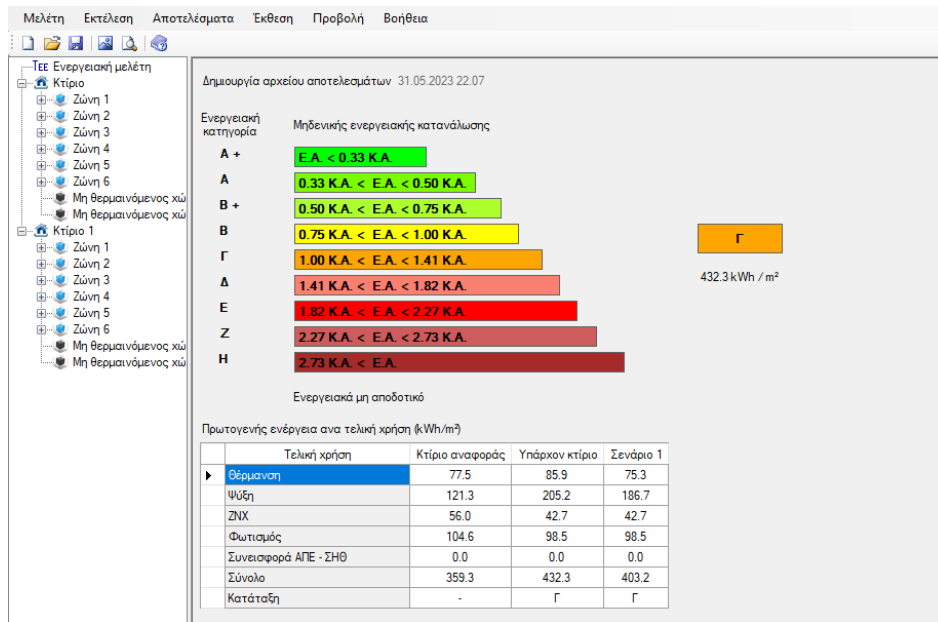 Μελέτη Εκτέλεση Αποτελέσματα Έκθεση Προβολή Βοήθεια
ΤΕΕ Ενεργειακή μελέτη
Κτίριο
Ζώνη 1
Ζώνη 2
Ζώνη 3
Ζώνη 4
Ζώνη 5
Ζώνη 6
Μη θερμαινόμενος χώ
Μη θερμαινόμενος χώ
Κτίριο 1
Ζώνη 1
Ζώνη 2
Ζώνη 3
Ζώνη 4
Ζώνη 5
Ζώνη 6
Μη θερμαινόμενος χώ
Μη θερμαινόμενος χώ
Δημιουργία αρχείου αποτελεσμάτων 31.05.2023 22.07
Ενεργειακή κατηγορία
Μηδενικής ενεργειακής κατανάλωσης
Α + Ε.Α. < 0.33 Κ.Α.
Α 0.33 Κ.Α. < Ε.Α. < 0.50 Κ.Α.
Β + 0.50 Κ.Α. < Ε.Α. < 0.75 Κ.Α.
Β 0.75 Κ.Α. < Ε.Α. < 1.00 Κ.Α.
Γ 1.00 Κ.Α. < Ε.Α. < 1.41 Κ.Α.
Δ 1.41 Κ.Α. < Ε.Α. < 1.82 Κ.Α.
Ε 1.82 Κ.Α. < Ε.Α. < 2.27 Κ.Α.
Ζ 2.27 Κ.Α. < Ε.Α. < 2.73 Κ.Α.
Η 2.73 Κ.Α. < Ε.Α.
Γ
432.3 kWh / m²
Ενεργειακά μη αποδοτικό
Πρωτογενής ενέργεια ανα τελική χρήση (kWh/m²)
Τελική χρήση Κτίριο αναφοράς Υπάρχον κτίριο Σενάριο 1
Θέρμανση 77.5 85.9 75.3
Ψύξη 121.3 205.2 186.7
ΖΝΧ 56.0 42.7 42.7
Φωτισμός 104.6 98.5 98.5
Συνεισφορά ΑΠΕ - ΣΗΘ 0.0 0.0 0.0
Σύνολο 359.3 432.3 403.2
Κατάταξη - Γ Γ